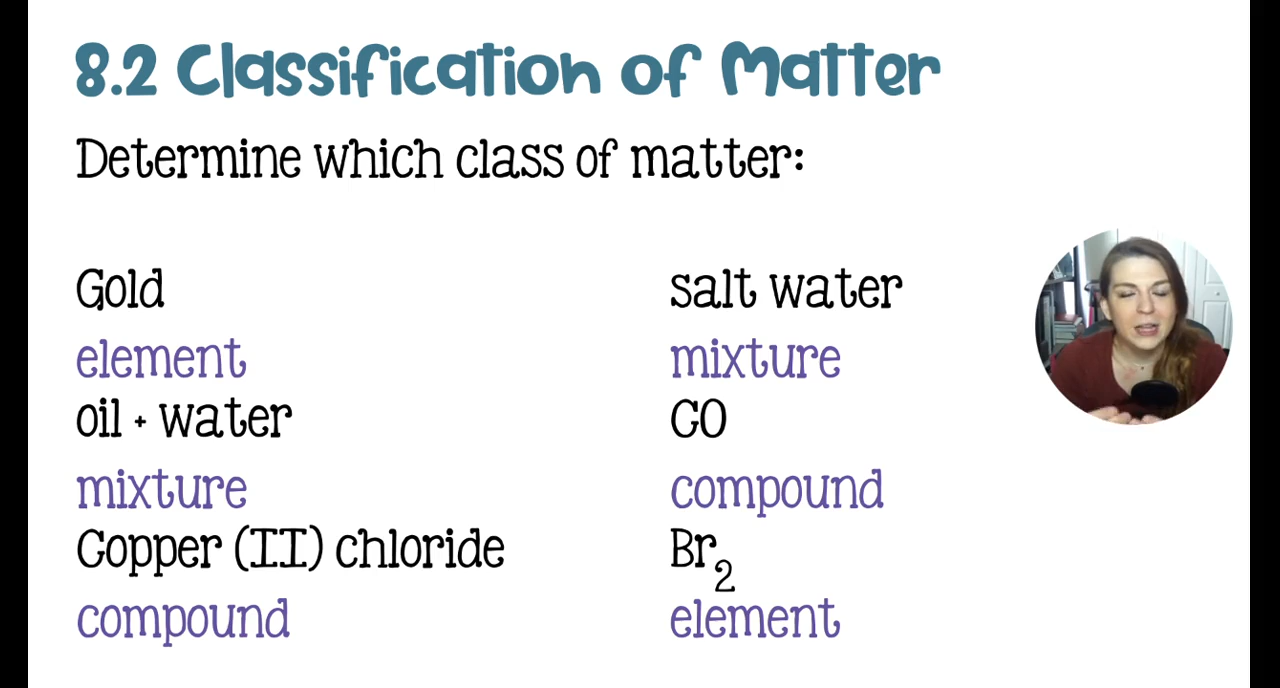 8.2 Classification of Matter
Determine which class of matter:
Gold
element
oil + water
mixture
Copper (II) chloride
compound
salt water
mixture
CO
compound
Br2
element